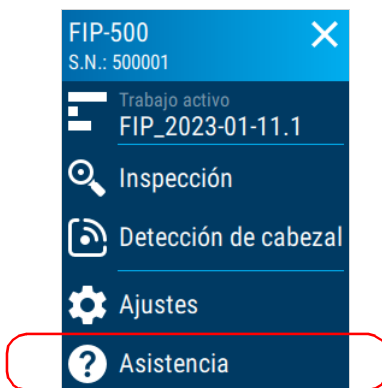 FIP-500
S.N.: 500001
Trabajo activo
FIP_2023-01-11.1
Inspección
Detección de cabezal
Ajustes
Asistencia